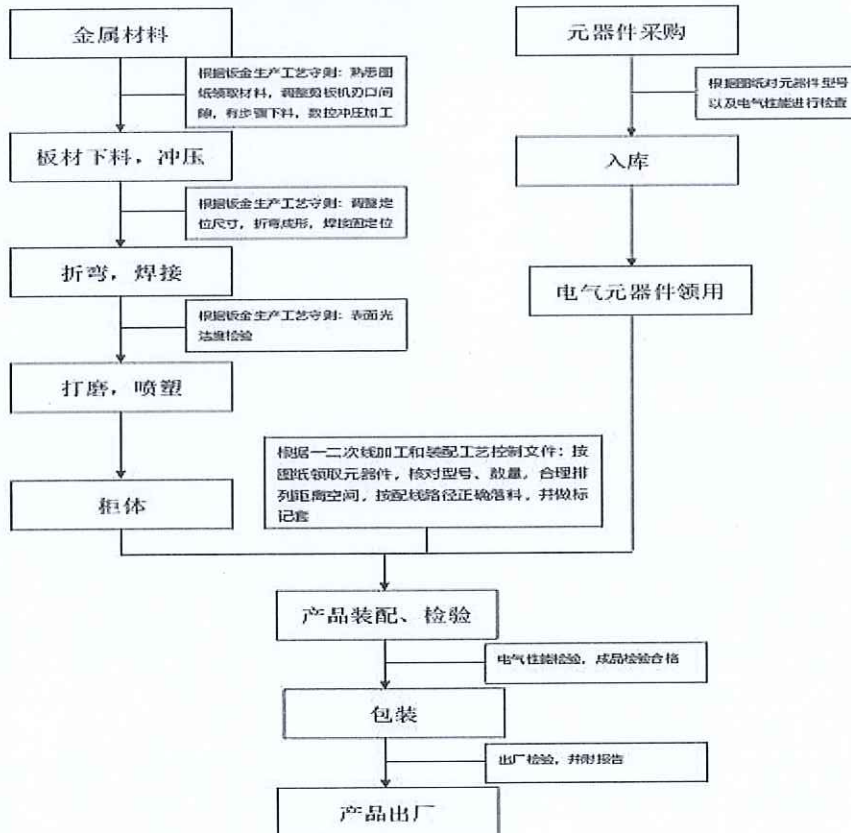 金属材料
元器件采购
根据钣金生产工艺守则：熟悉图
纸领取材料，调整剪板机刃口间
隙，有步骤下料，数控冲压加工
根据图纸对元器件型号
以及电气性能进行检查
板材下料，冲压
入库
根据钣金生产工艺守则：调整定
位尺寸，折弯成形，焊接固定位
折弯，焊接
电气元器件领用
根据钣金生产工艺守则：表面光
洁度检验
打磨，喷塑
根据一二次线加工和装配工艺控制文件：按
图纸领取元器件，核对型号、数量，合理排
列距离空间，按配线路径正确落料，并做标
记套
柜体
产品装配、检验
电气性能检验，成品检验合格
包装
出厂检验，并附报告
产品出厂